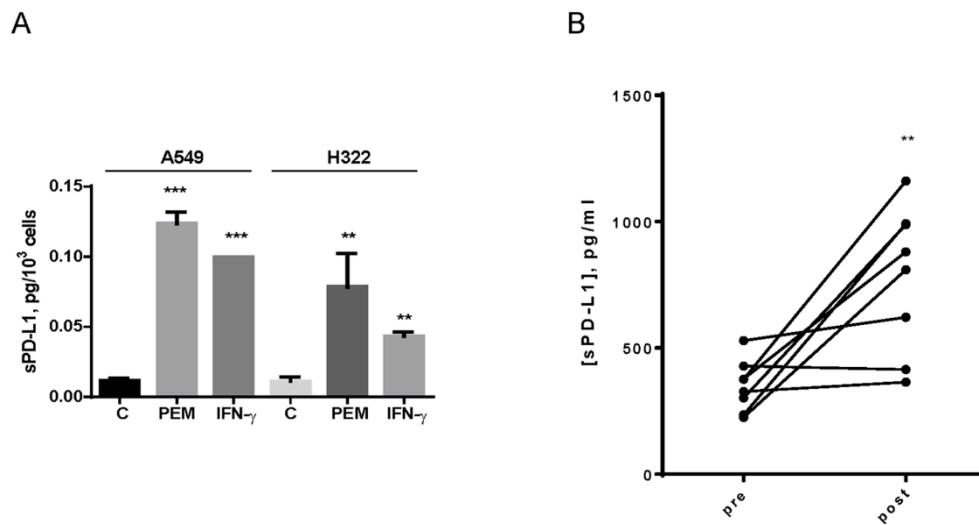 A
A549 H322
*** *** ** **
sPD-L1, pg/10³ cells
0.15
0.10
0.05
0.00
C PEM IFN-γ C PEM IFN-γ
B
**
[sPD-L1], pg/ml
1500
1000
500
0
pre post